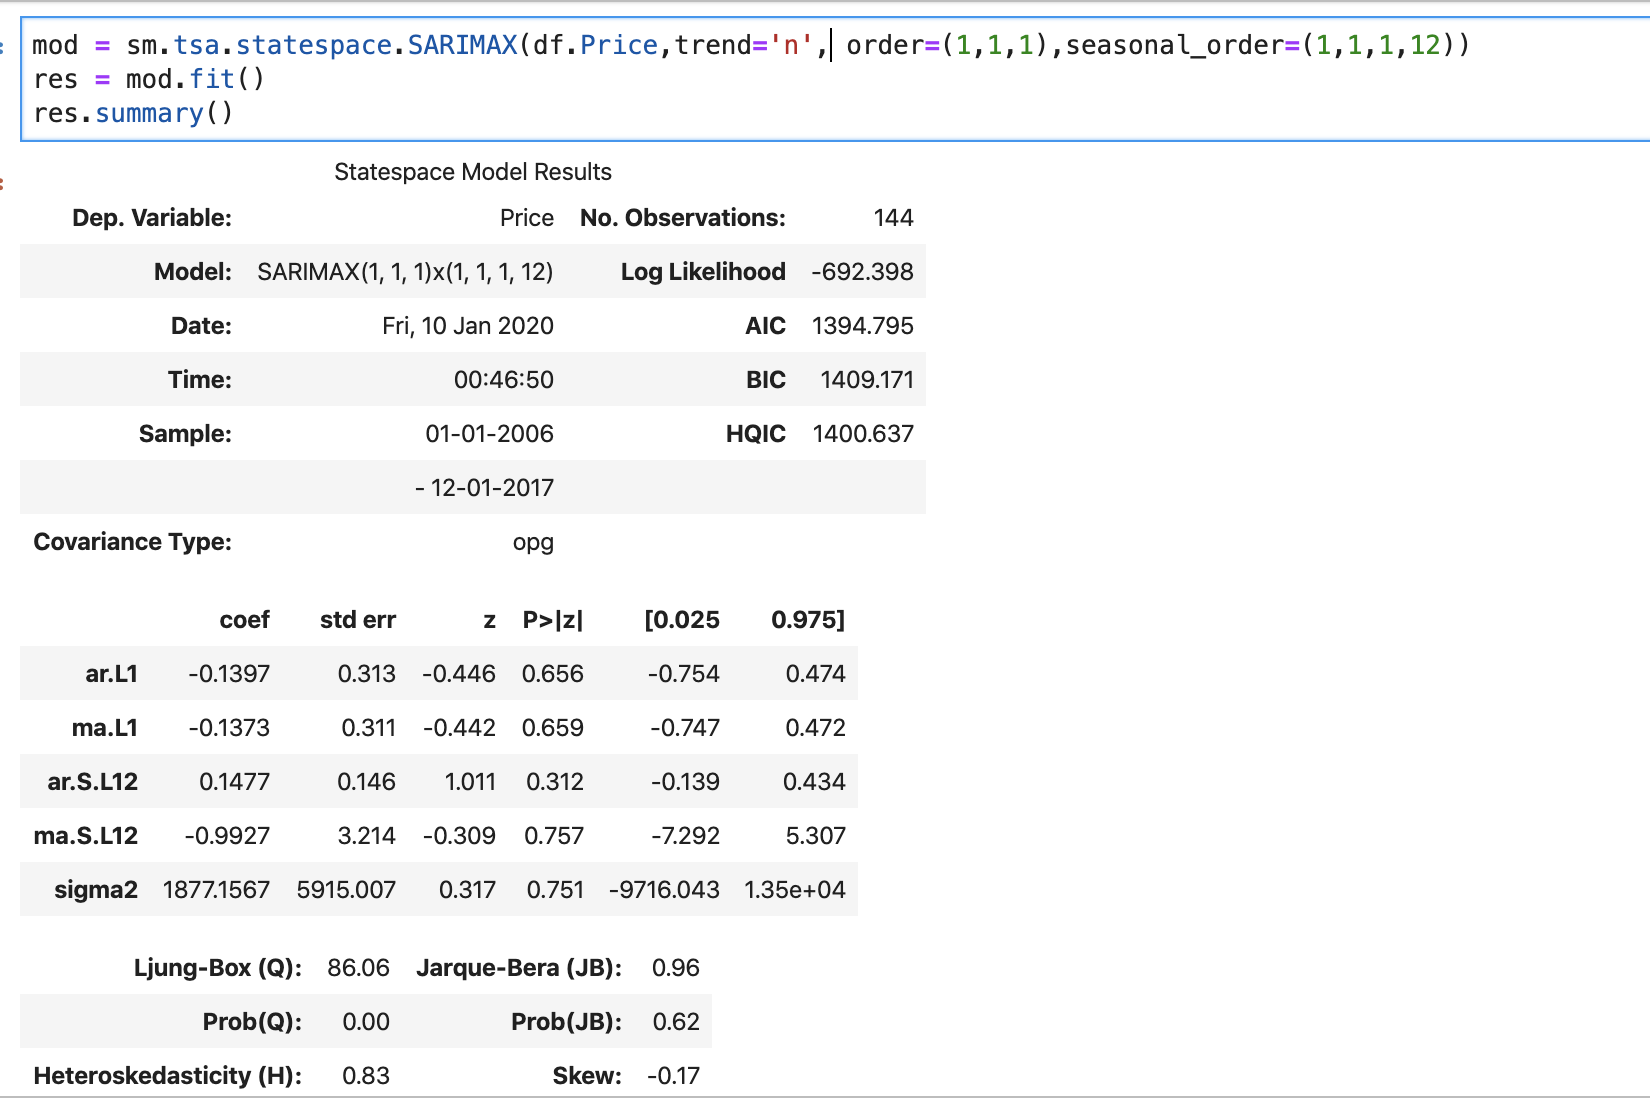 mod = sm.tsa.statespace.SARIMAX(df.Price,trend='n', order=(1,1,1),seasonal_order=(1,1,1,12))
res = mod.fit()
res.summary()
Statespace Model Results
Dep. Variable: Price No. Observations: 144
Model: SARIMAX(1, 1, 1)x(1, 1, 1, 12) Log Likelihood -692.398
Date: Fri, 10 Jan 2020 AIC 1394.795
Time: 00:46:50 BIC 1409.171
Sample: 01-01-2006 HQIC 1400.637
- 12-01-2017
Covariance Type: opg
coef std err z P>|z| [0.025 0.975]
ar.L1 -0.1397 0.313 -0.446 0.656 -0.754 0.474
ma.L1 -0.1373 0.311 -0.442 0.659 -0.747 0.472
ar.S.L12 0.1477 0.146 1.011 0.312 -0.139 0.434
ma.S.L12 -0.9927 3.214 -0.309 0.757 -7.292 5.307
sigma2 1877.1567 5915.007 0.317 0.751 -9716.043 1.35e+04
Ljung-Box (Q): 86.06 Jarque-Bera (JB): 0.96
Prob(Q): 0.00 Prob(JB): 0.62
Heteroskedasticity (H): 0.83 Skew: -0.17